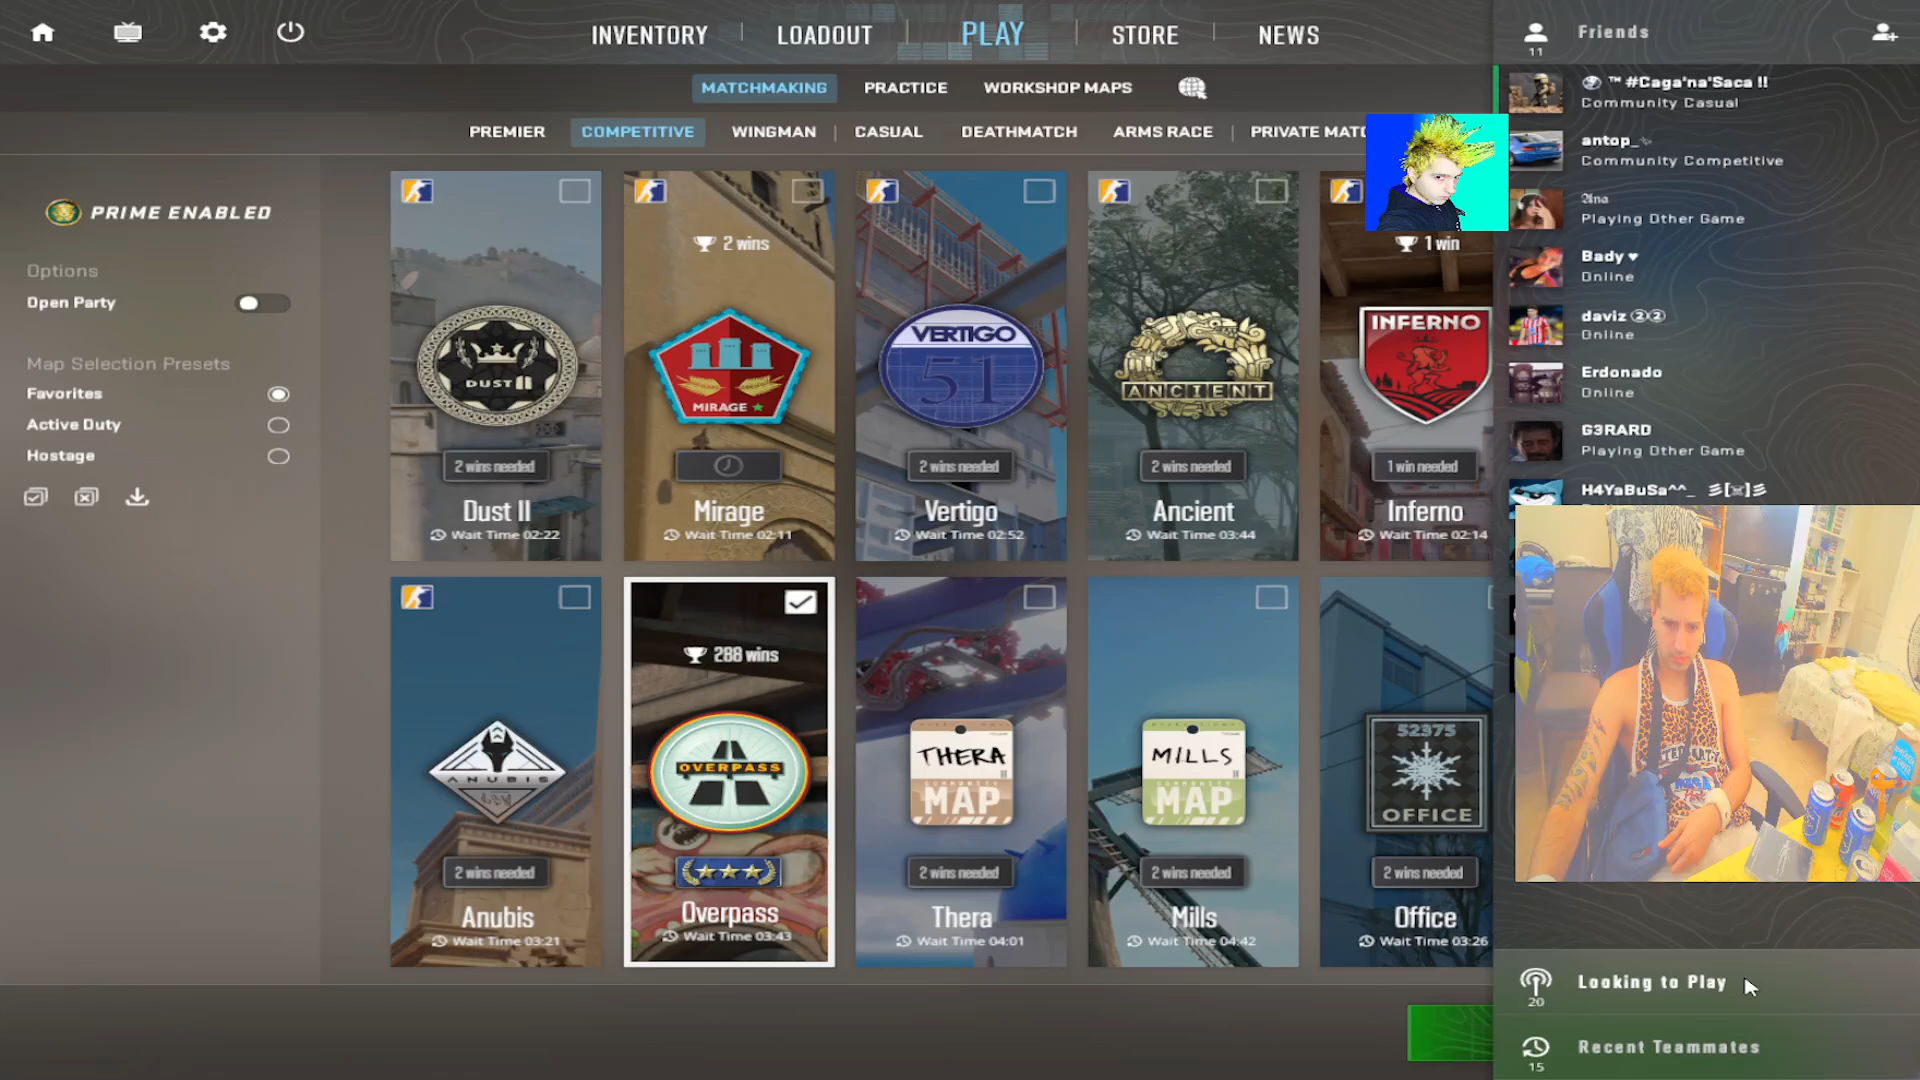 INVENTORY
LOADOUT
PLAY
STORE
NEWS
11
Friends
MATCHMAKING
PRACTICE
WORKSHOP MAPS
PREMIER
COMPETITIVE
WINGMAN
CASUAL
DEATHMATCH
ARMS RACE
PRIVATE MATC
PRIME ENABLED
Options
Open Party
Map Selection Presets
Favorites
Active Duty
Hostage
DUST II
2 wins needed
Dust II
Wait Time 02:22
2 wins
MIRAGE
Mirage
Wait Time 02:11
VERTIGO
51
2 wins needed
Vertigo
Wait Time 02:52
ANCIENT
2 wins needed
Ancient
Wait Time 03:44
1 win
INFERNO
1 win needed
Inferno
Wait Time 02:14
ANUBIS
2 wins needed
Anubis
Wait Time 03:21
288 wins
OVERPASS
Overpass
Wait Time 03:43
THERA
COMMUNITY
MAP
2 wins needed
Thera
Wait Time 04:01
MILLS
COMMUNITY
MAP
2 wins needed
Mills
Wait Time 04:42
52375
OFFICE
2 wins needed
Office
Wait Time 03:26
™ #Caga'na'Saca !!
Community Casual
antop_
Community Competitive
Ana
Playing Other Game
Bady ♥
Online
daviz ②②
Online
Erdonado
Online
G3RARD
Playing Other Game
H4YaBuSa^^_
20
Looking to Play
15
Recent Teammates